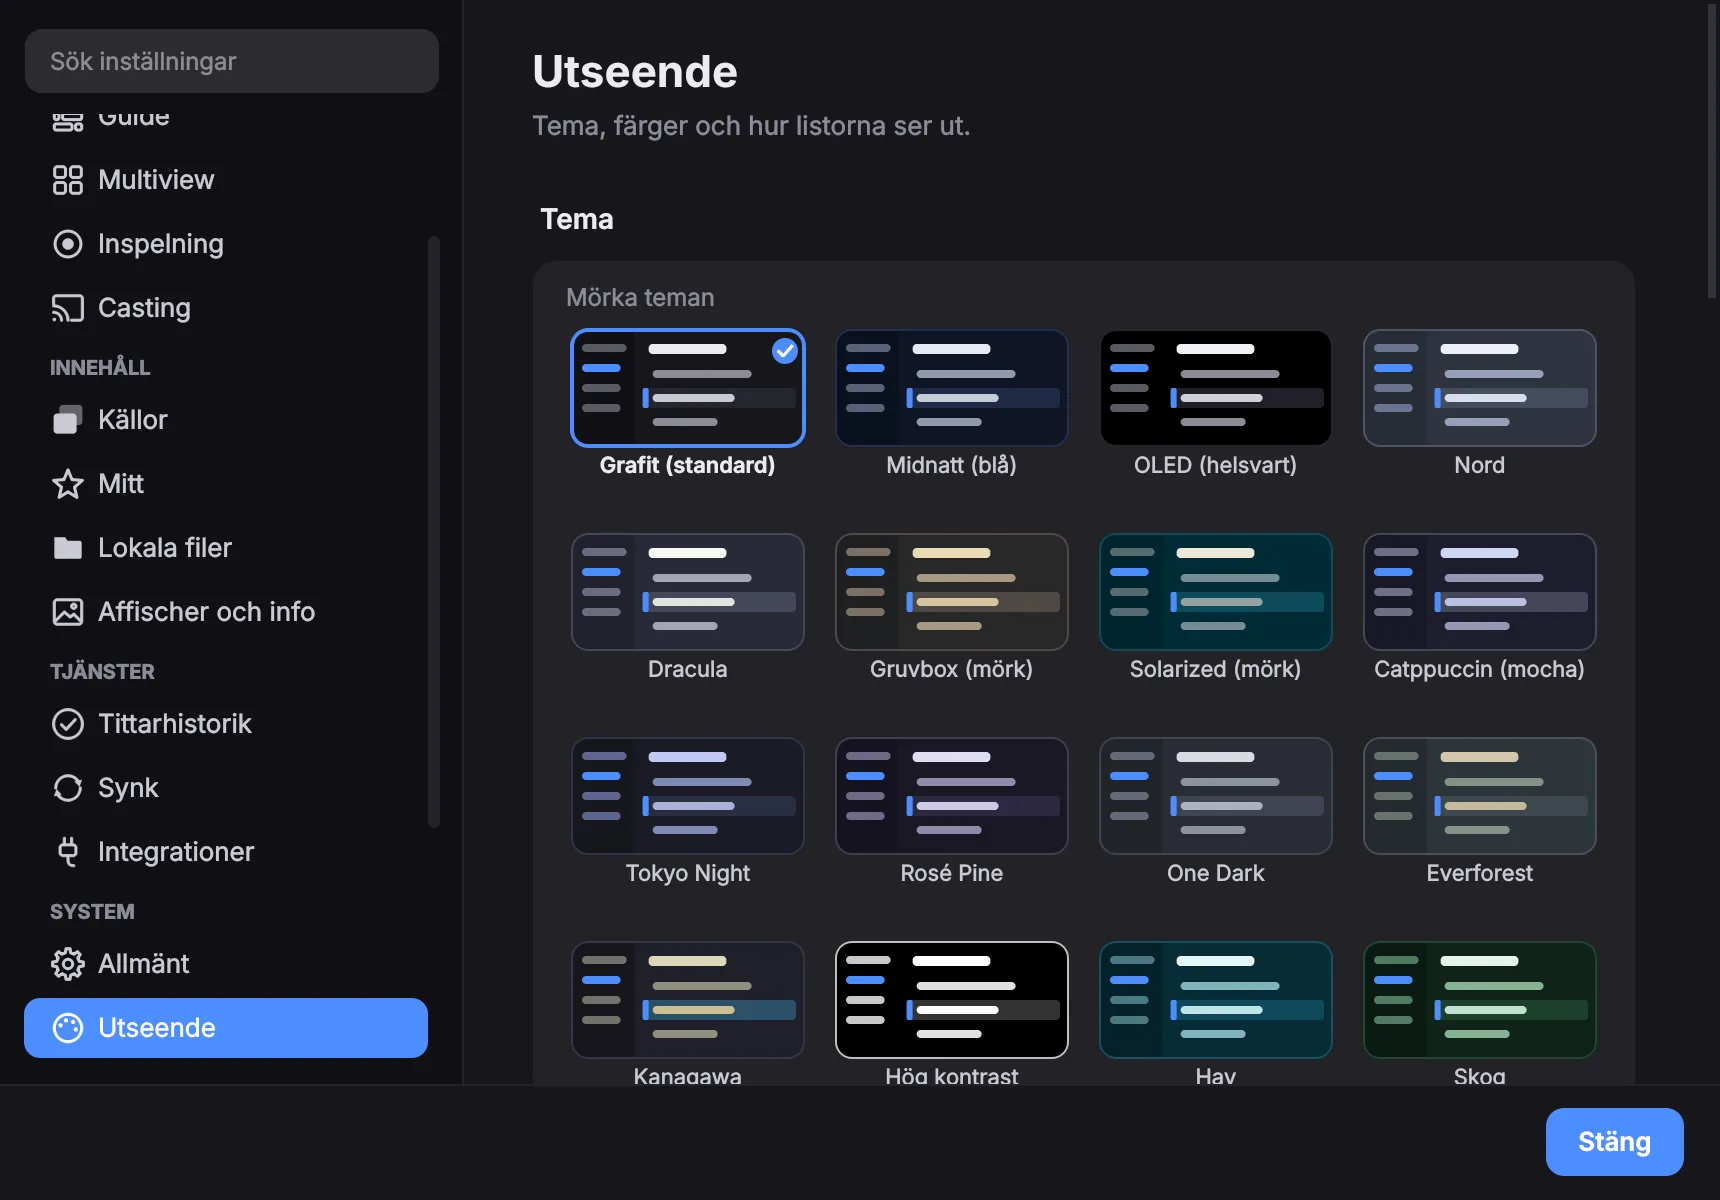 Sök inställningar
Guide
Multiview
Inspelning
Casting
INNEHÅLL
Källor
Mitt
Lokala filer
Affischer och info
TJÄNSTER
Tittarhistorik
Synk
Integrationer
SYSTEM
Allmänt
Utseende
Utseende
Tema, färger och hur listorna ser ut.
Tema
Mörka teman
Grafit (standard)
Midnatt (blå)
OLED (helsvart)
Nord
Dracula
Gruvbox (mörk)
Solarized (mörk)
Catppuccin (mocha)
Tokyo Night
Rosé Pine
One Dark
Everforest
Kanagawa
Hög kontrast
Hav
Skog
Stäng